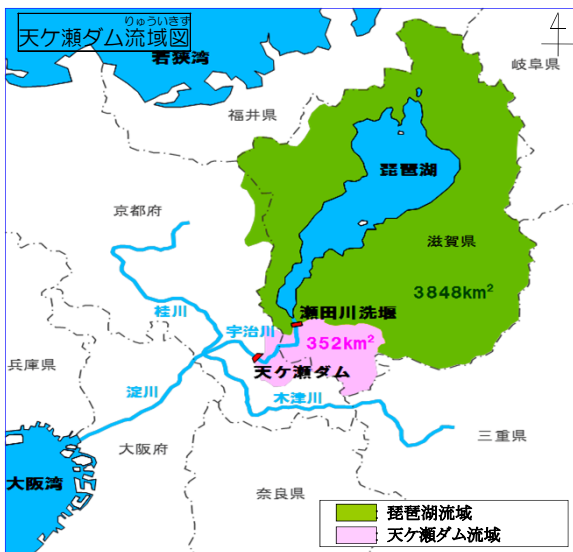 りゅういきず
天ケ瀬ダム流域図
若狭湾
岐阜県
福井県
琵琶湖
京都府
滋賀県
3848km²
瀬田川洗堰
桂川
宇治川
352km²
兵庫県
天ケ瀬ダム
淀川
木津川
大阪府
三重県
大阪湾
奈良県
琵琶湖流域
天ケ瀬ダム流域